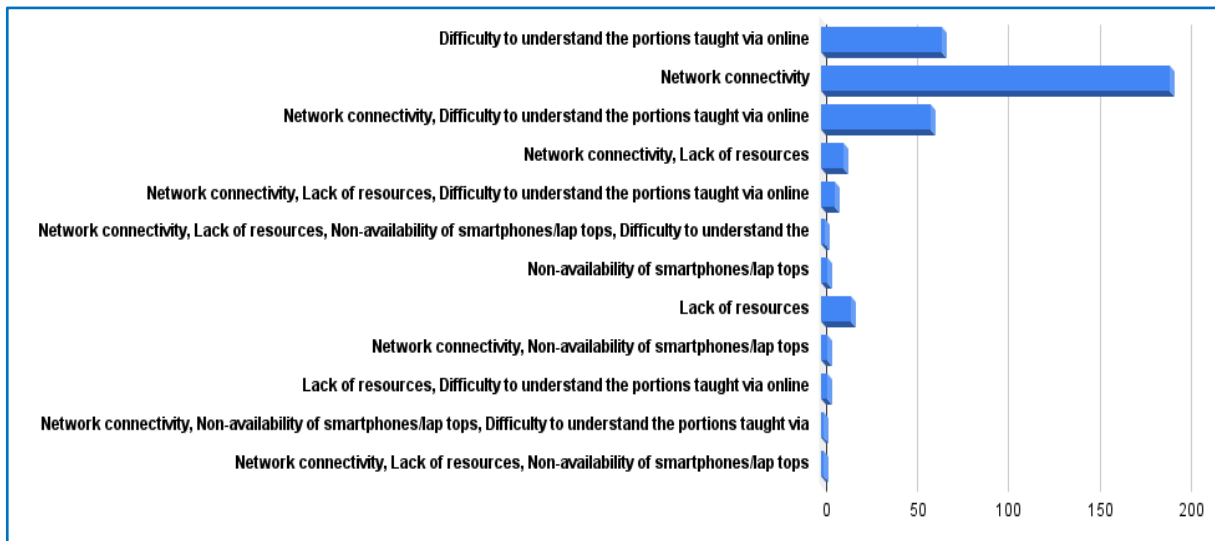 Difficulty to understand the portions taught via online
Network connectivity
Network connectivity, Difficulty to understand the portions taught via online
Network connectivity, Lack of resources
Network connectivity, Lack of resources, Difficulty to understand the portions taught via online
Network connectivity, Lack of resources, Non-availability of smartphones/lap tops, Difficulty to understand the
Non-availability of smartphones/lap tops
Lack of resources
Network connectivity, Non-availability of smartphones/lap tops
Lack of resources, Difficulty to understand the portions taught via online
Network connectivity, Non-availability of smartphones/lap tops, Difficulty to understand the portions taught via
Network connectivity, Lack of resources, Non-availability of smartphones/lap tops
0 50 100 150 200